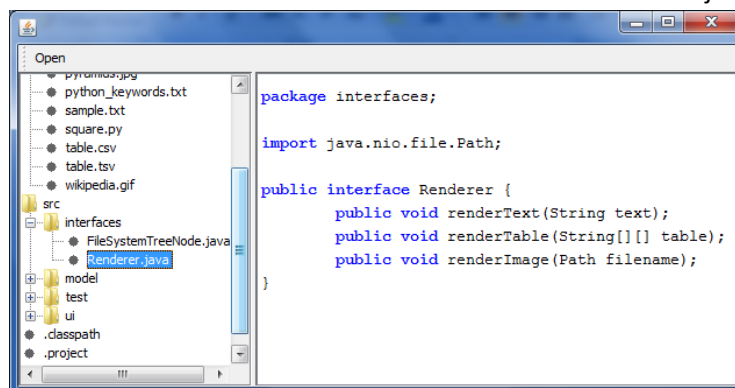 Open
pyramids.jpg
python_keywords.txt
sample.txt
square.py
table.csv
table.tsv
wikipedia.gif
src
interfaces
FileSystemTreeNode.java
Renderer.java
model
test
ui
.classpath
.project
package interfaces;
import java.nio.file.Path;
public interface Renderer {
public void renderText(String text);
public void renderTable(String[][] table);
public void renderImage(Path filename);
}